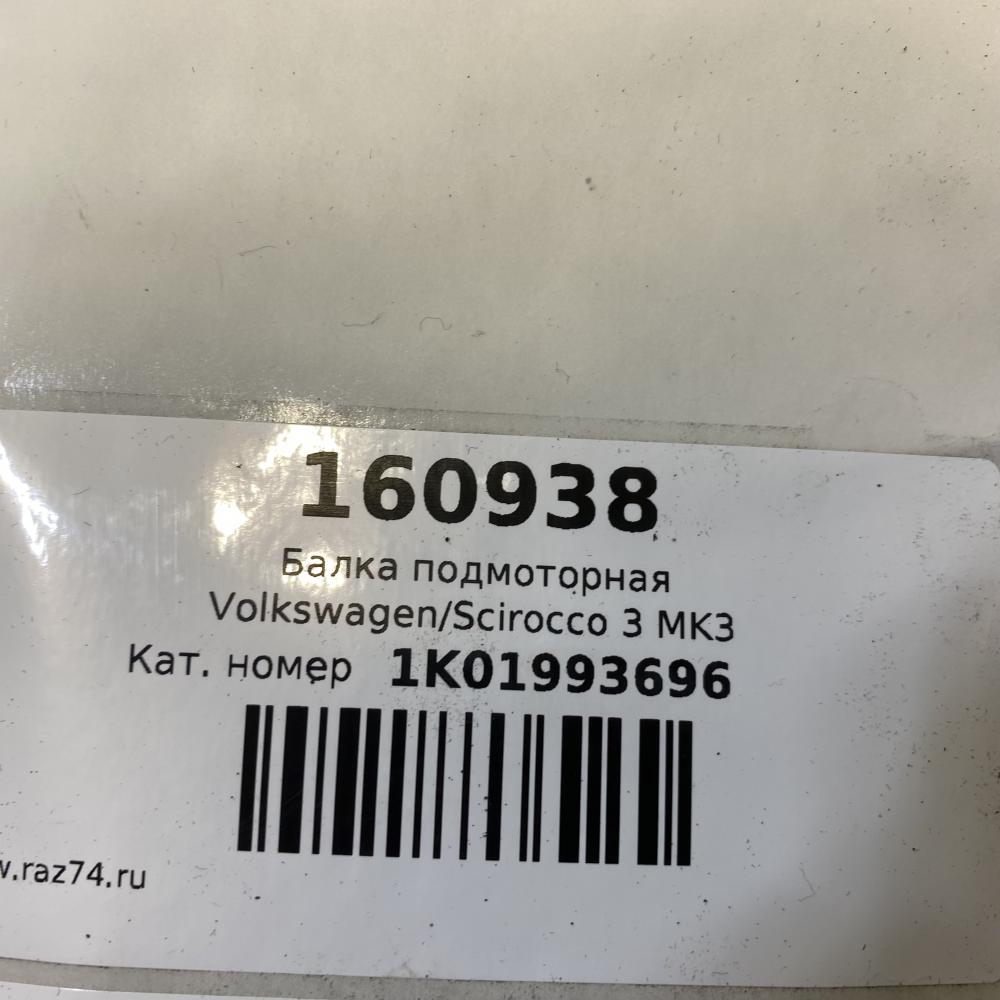 160938
Балка подмоторная
Volkswagen/Scirocco 3 MK3
Кат. номер 1K01993696
w.raz74.ru